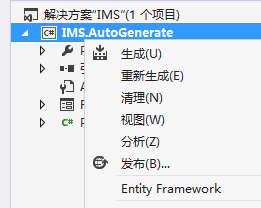 解决方案"IMS"(1 个项目)
IMS.AutoGenerate
生成(U)
重新生成(E)
清理(N)
视图(W)
分析(Z)
发布(B)...
Entity Framework